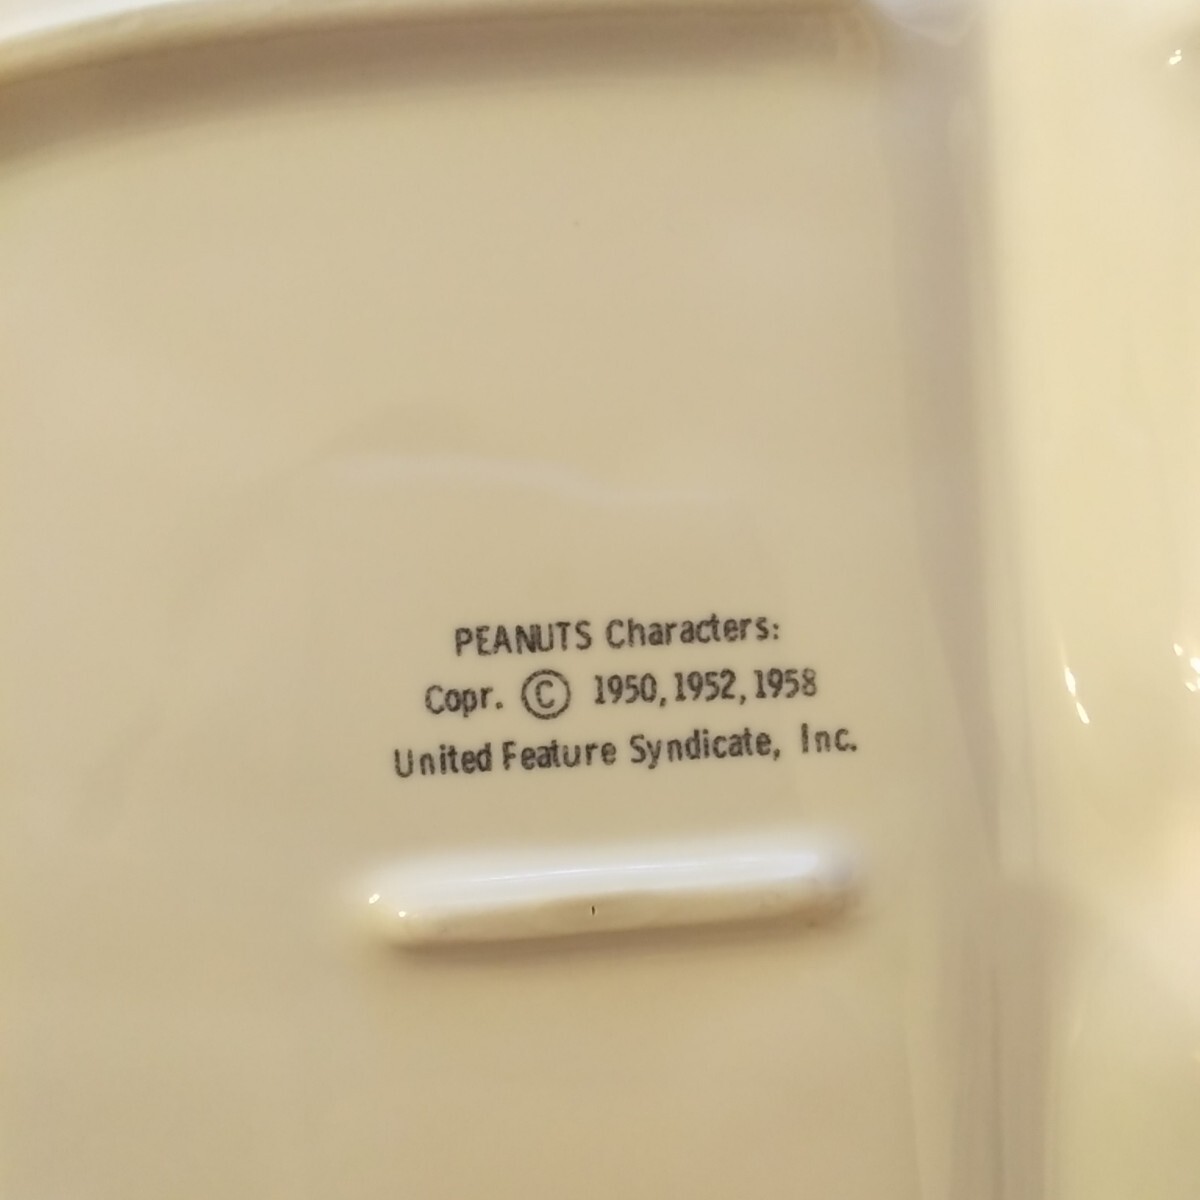 PEANUTS Characters:
Copr. © 1950, 1952, 1958
United Feature Syndicate, Inc.